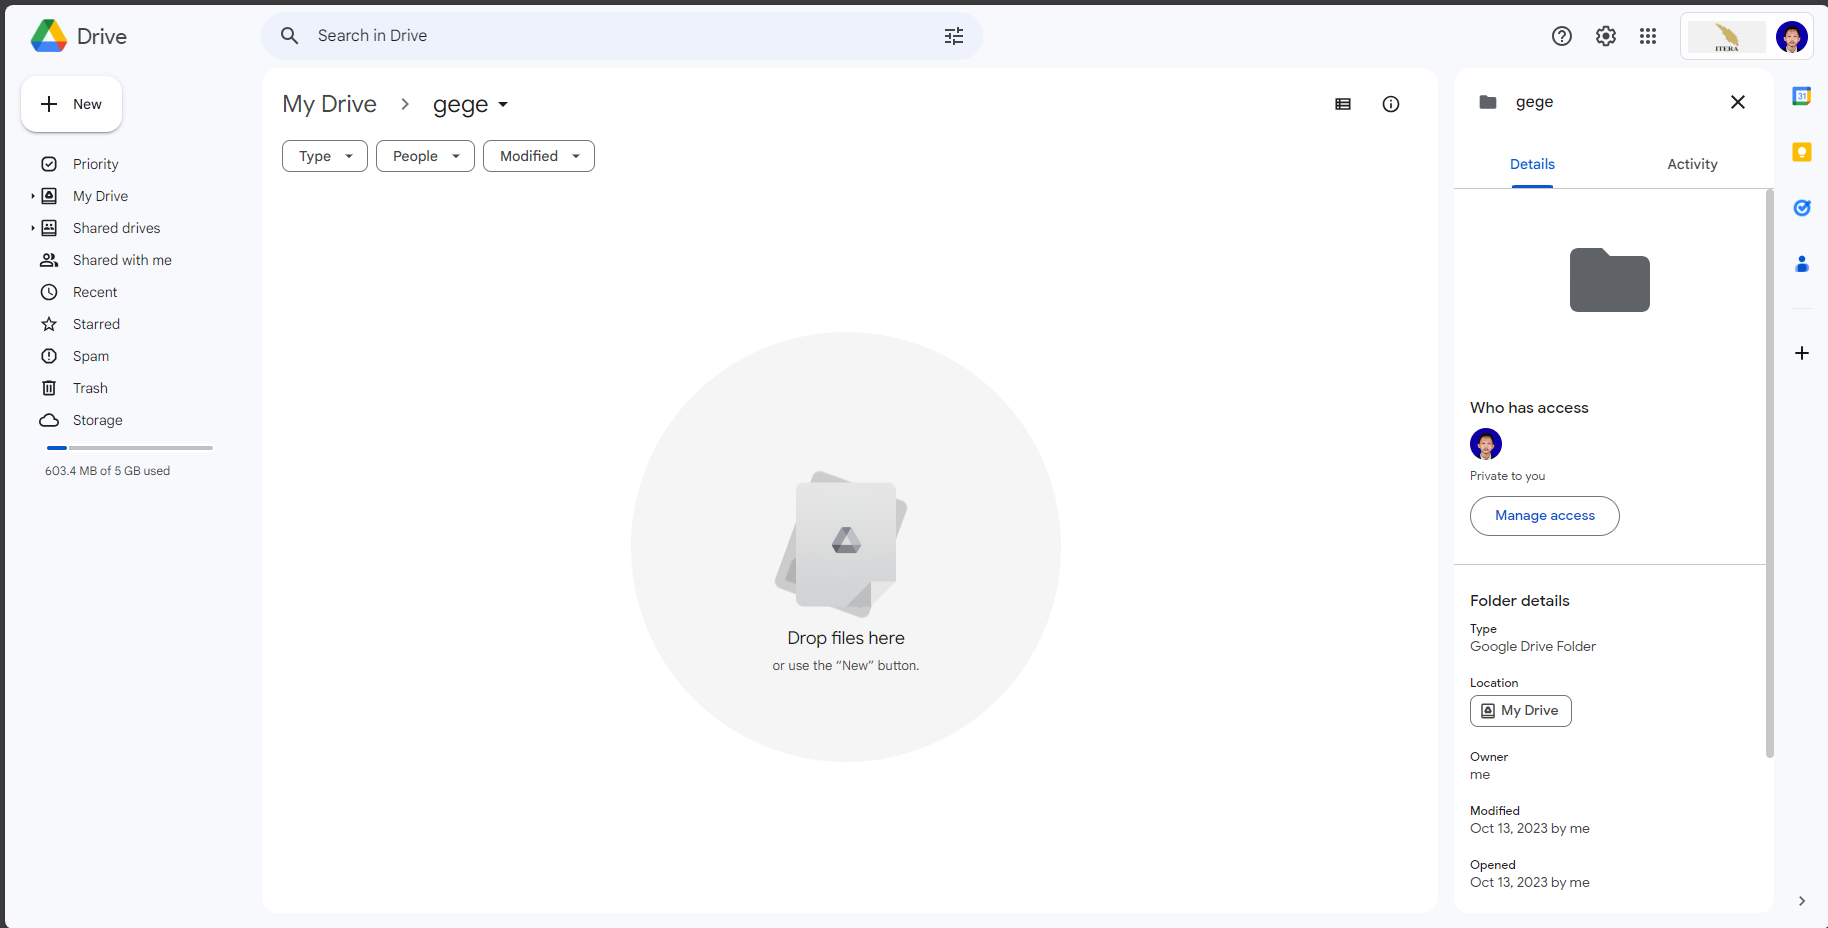 Drive
Search in Drive
ITERA
New
My Drive
gege
Type
People
Modified
Priority
My Drive
Shared drives
Shared with me
Recent
Starred
Spam
Trash
Storage
603.4 MB of 5 GB used
Drop files here
or use the “New” button.
gege
Details
Activity
Who has access
Private to you
Manage access
Folder details
Type
Google Drive Folder
Location
My Drive
Owner
me
Modified
Oct 13, 2023 by me
Opened
Oct 13, 2023 by me
31